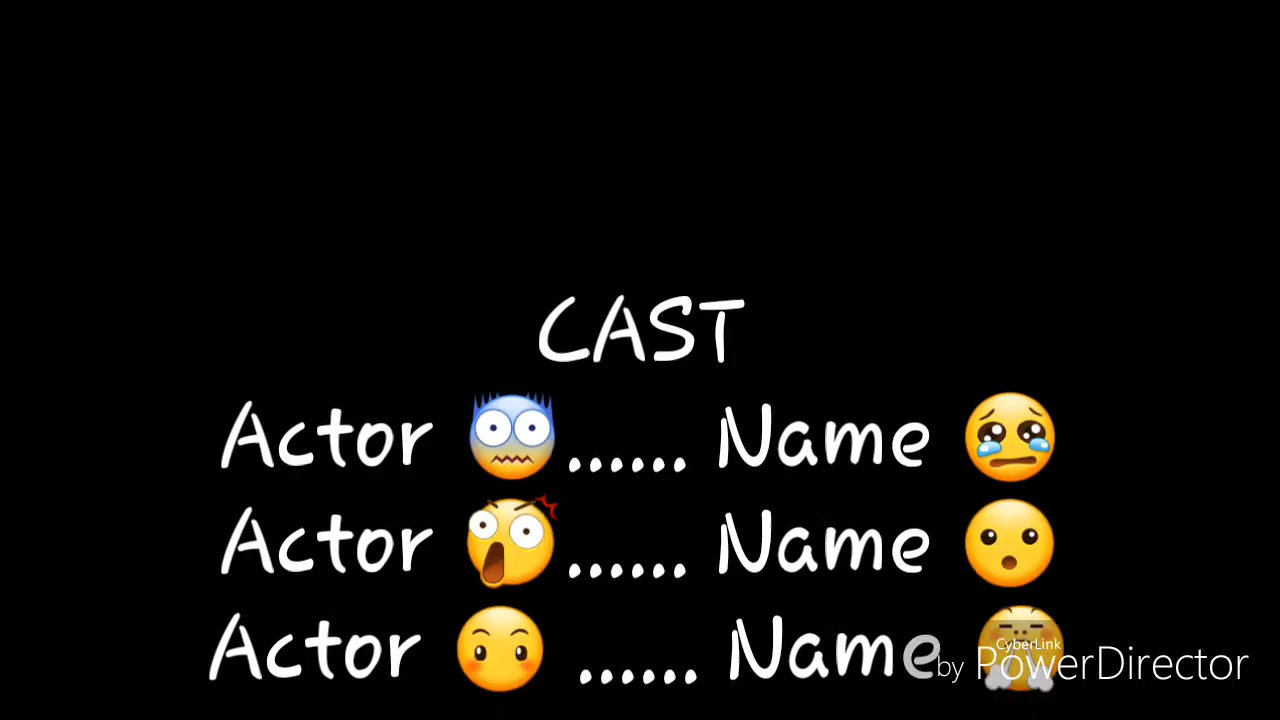 CAST
Actor 😨...... Name 😢
Actor 😲...... Name 😮
Actor 😶 ...... Name 😤
CyberLink
by PowerDirector